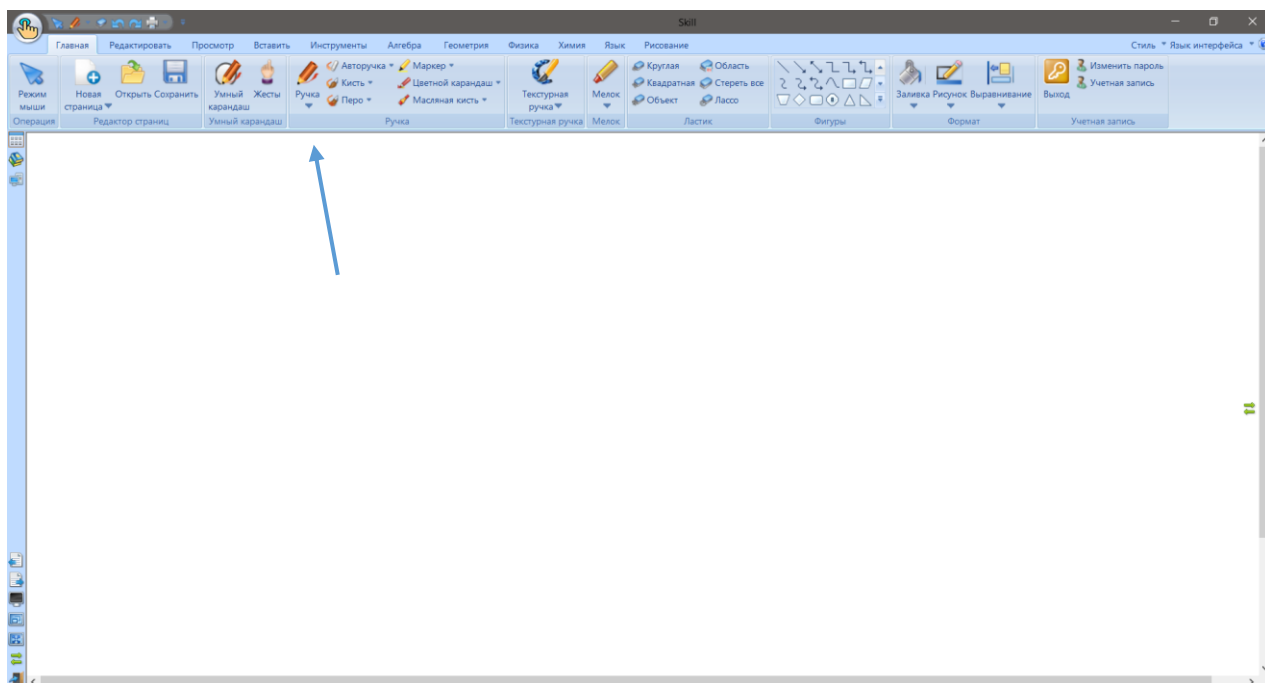 Skill
Главная Редактировать Просмотр Вставить Инструменты Алгебра Геометрия Физика Химия Язык Рисование Стиль Язык интерфейса
Режим мыши
Операция
Новая страница Открыть Сохранить
Редактор страниц
Умный карандаш Жесты
Умный карандаш
Ручка
Авторучка Маркер
Кисть Цветной карандаш
Перо Масляная кисть
Ручка
Текстурная ручка
Текстурная ручка
Мелок
Мелок
Круглая Область
Квадратная Стереть все
Объект Лассо
Ластик
Фигуры
Заливка Рисунок Выравнивание
Формат
Выход
Изменить пароль
Учетная запись
Учетная запись